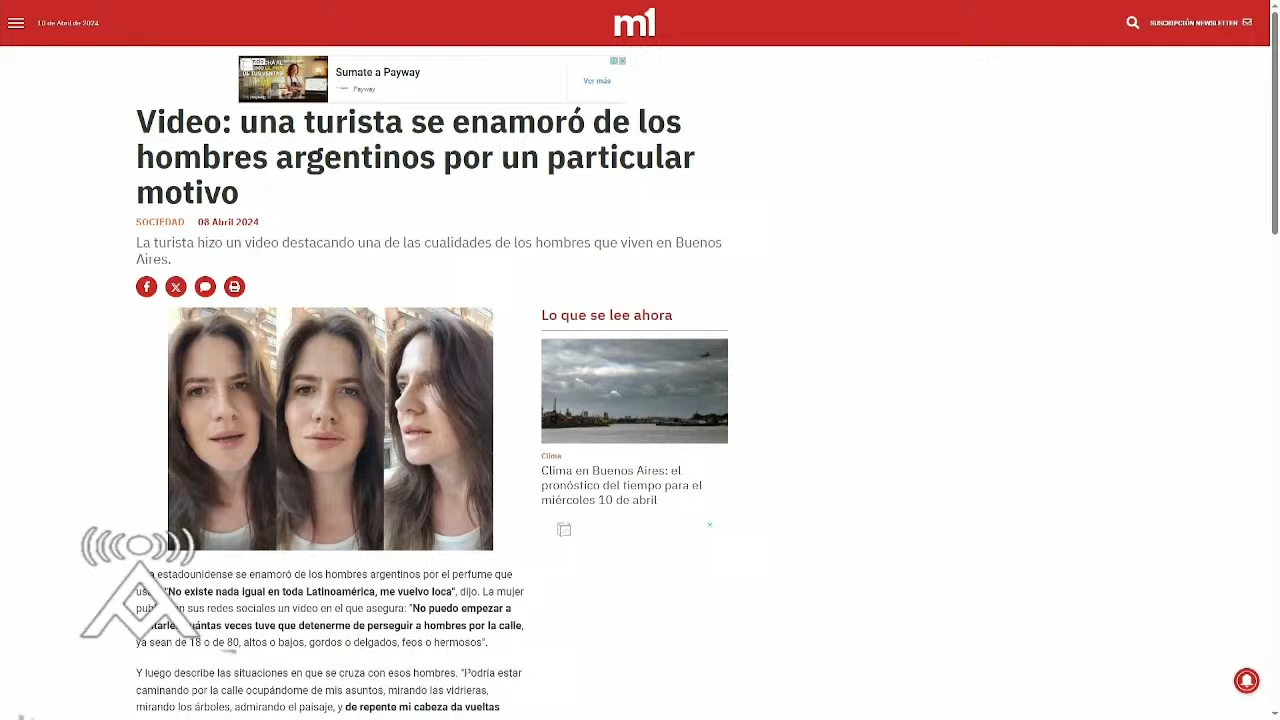 10 de Abril de 2024
m1
SUSCRIPCIÓN NEWSLETTER
Sumate a Payway
Payway
Ver más
Video: una turista se enamoró de los
hombres argentinos por un particular
motivo
SOCIEDAD 08 Abril 2024
La turista hizo un video destacando una de las cualidades de los hombres que viven en Buenos
Aires.
Lo que se lee ahora
Clima
Clima en Buenos Aires: el
pronóstico del tiempo para el
miércoles 10 de abril
estadounidense se enamoró de los hombres argentinos por el perfume que
"No existe nada igual en toda Latinoamérica, me vuelvo loca", dijo. La mujer
en sus redes sociales un video en el que asegura: "No puedo empezar a
cuántas veces tuve que detenerme de perseguir a hombres por la calle,
ya sean de 18 o de 80, altos o bajos, gordos o delgados, feos o hermosos".
Y luego describe las situaciones en que se cruza con esos hombres. "Podría estar
caminando por la calle ocupándome de mis asuntos, mirando las vidrieras,
mirando los árboles, admirando el paisaje, y de repente mi cabeza da vueltas